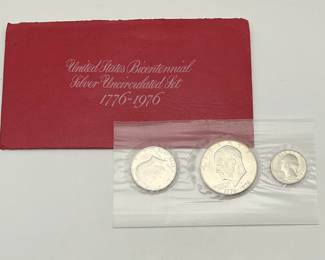 United States Bicentennial
Silver Uncirculated Set
1776-1976